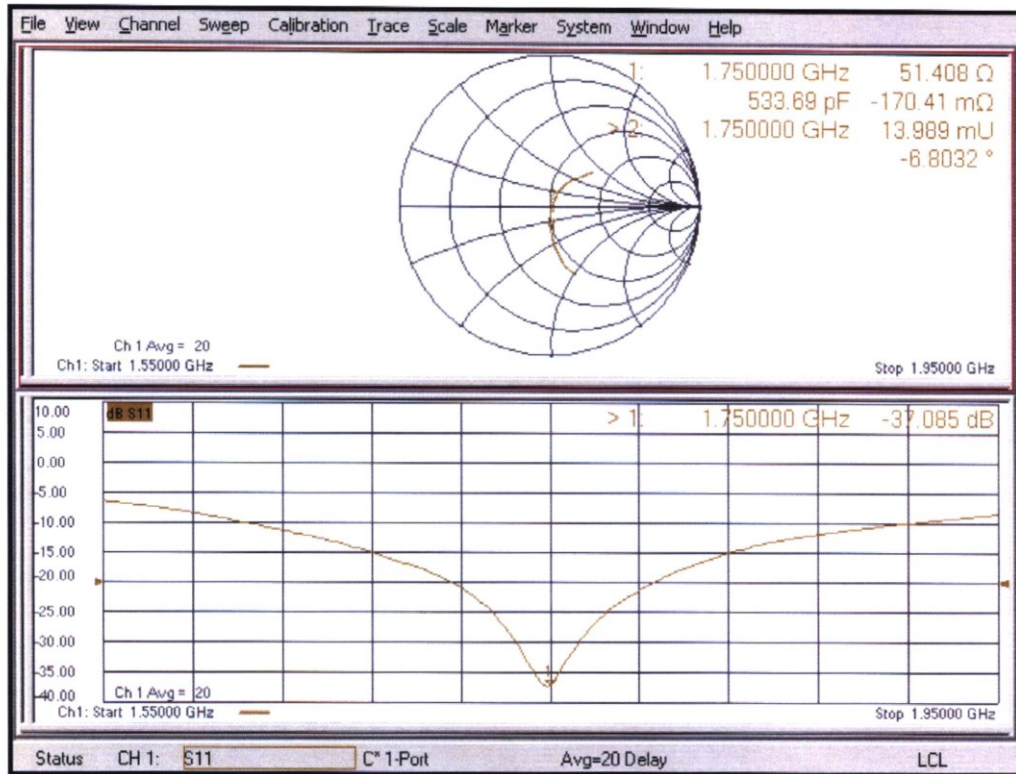 File View Channel Sweep Calibration Trace Scale Marker System Window Help
1: 1.750000 GHz 51.408 Ω
533.69 pF -170.41 mΩ
> 2: 1.750000 GHz 13.989 mU
-6.8032 °
Ch 1 Avg = 20
Ch1: Start 1.55000 GHz
Stop 1.95000 GHz
10.00
dB S11
> 1: 1.750000 GHz -37.085 dB
5.00
0.00
-5.00
-10.00
-15.00
-20.00
-25.00
-30.00
-35.00
1
-40.00
Ch 1 Avg = 20
Ch1: Start 1.55000 GHz
Stop 1.95000 GHz
Status CH 1: S11 C* 1-Port Avg=20 Delay LCL